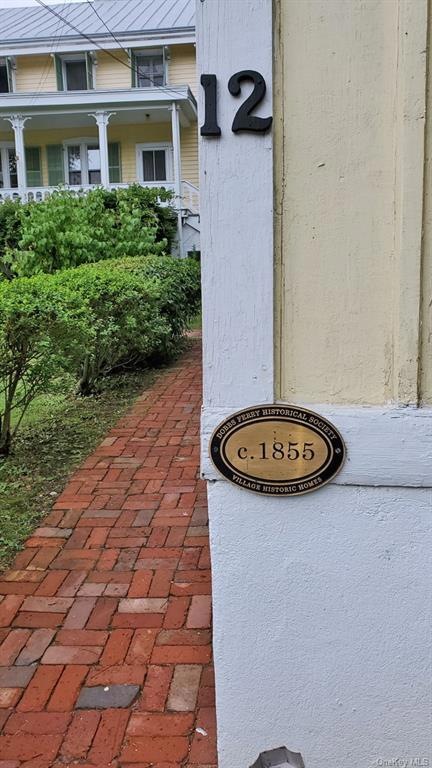 12
DOBBS FERRY HISTORICAL SOCIETY
c.1855
VILLAGE HISTORIC HOMES
OneKey MLS